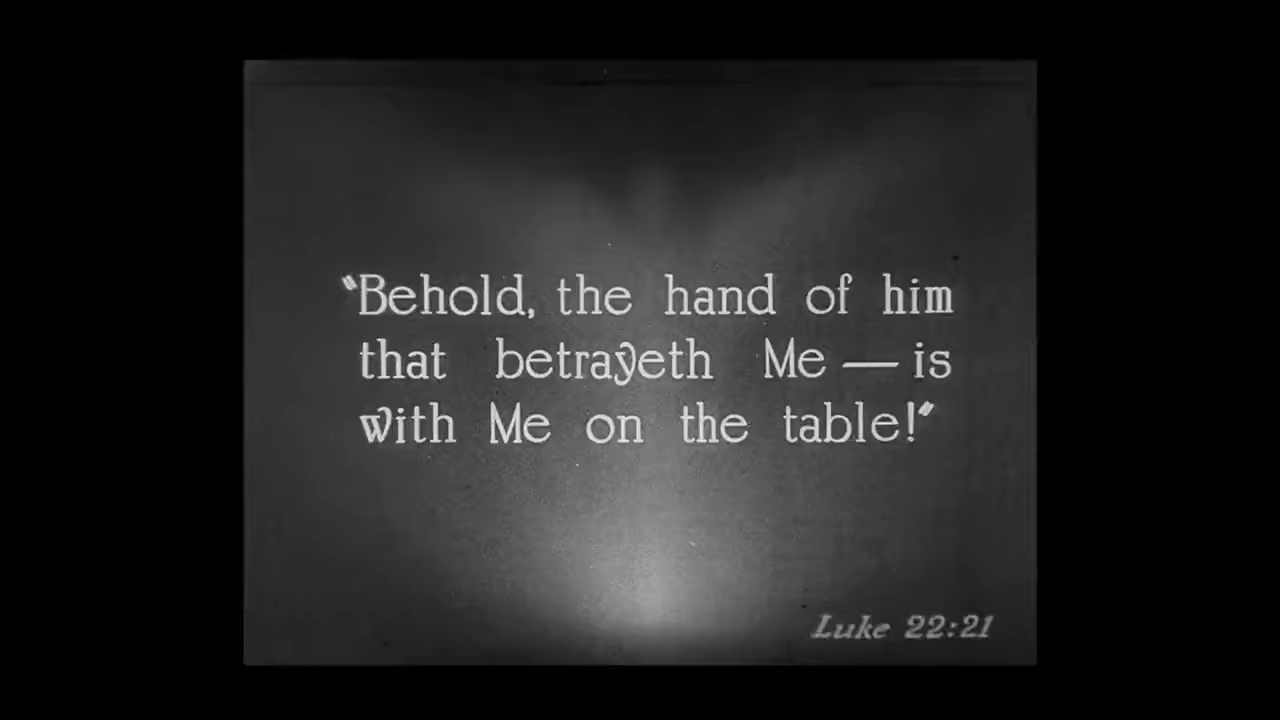 "Behold, the hand of him
that betrayeth Me — is
with Me on the table!"
Luke 22:21